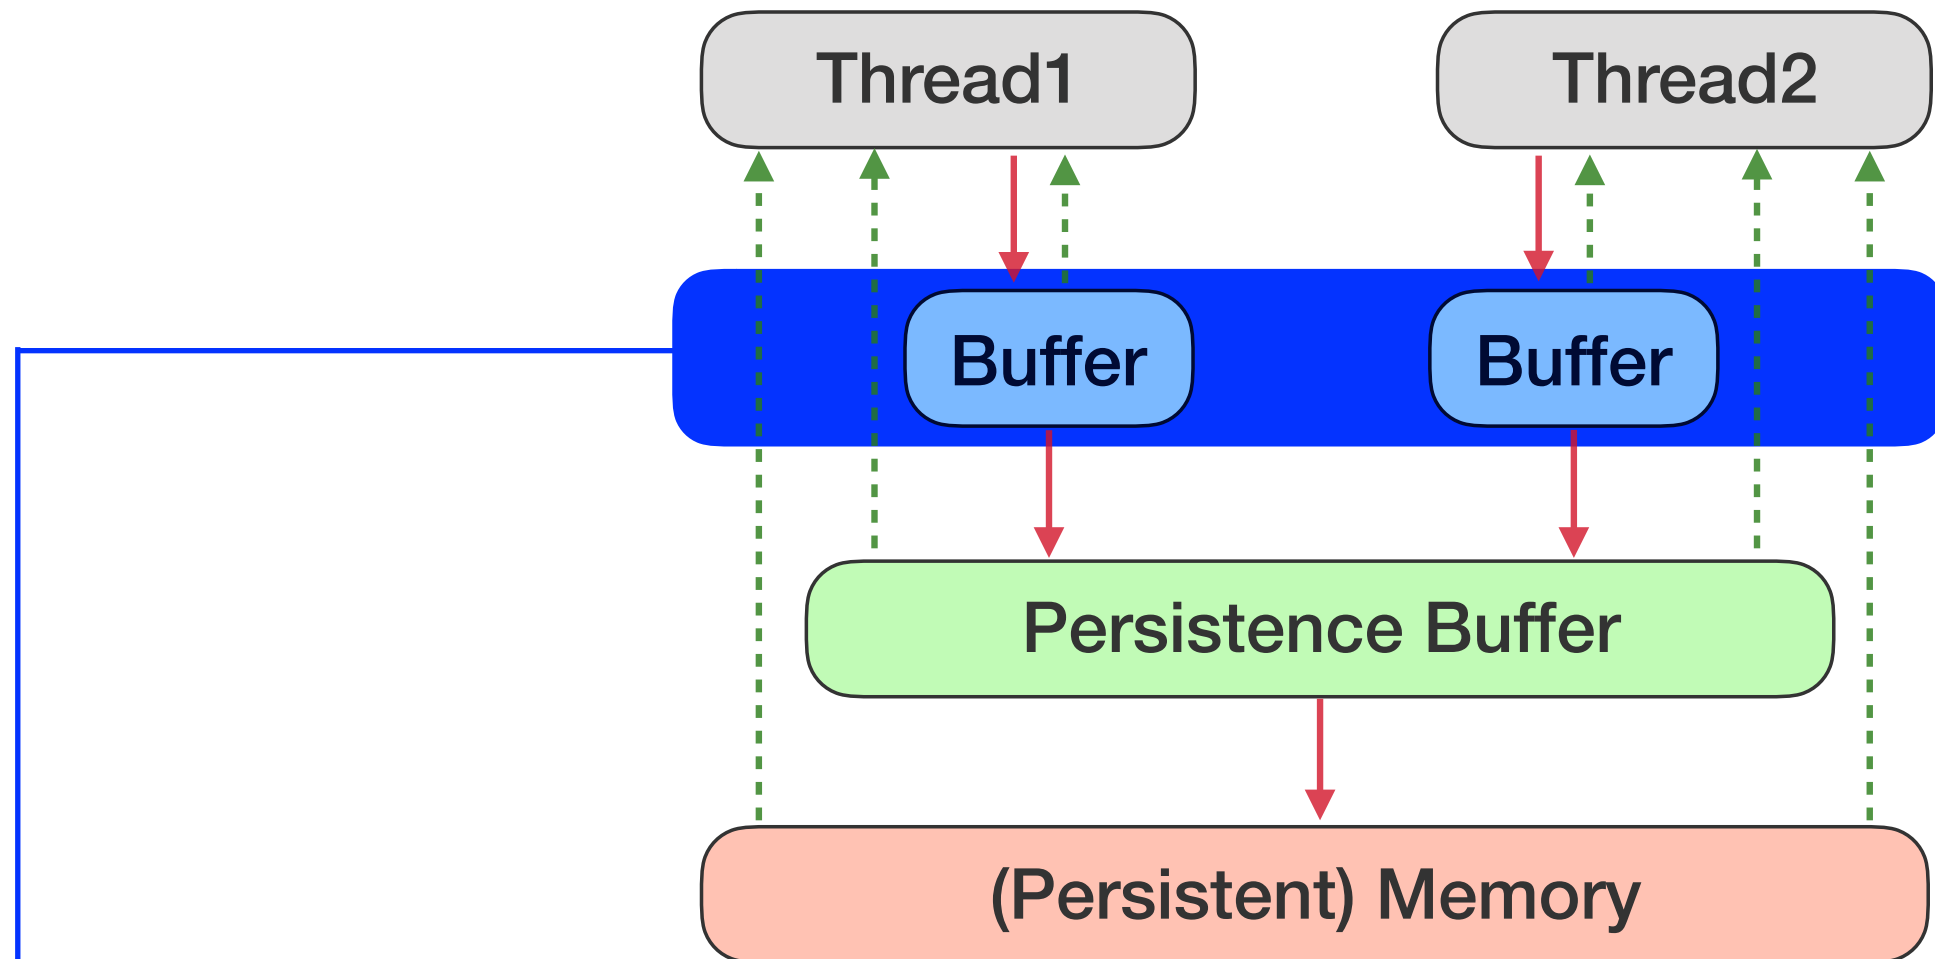 Thread1
Thread2
Buffer
Buffer
Persistence Buffer
(Persistent) Memory